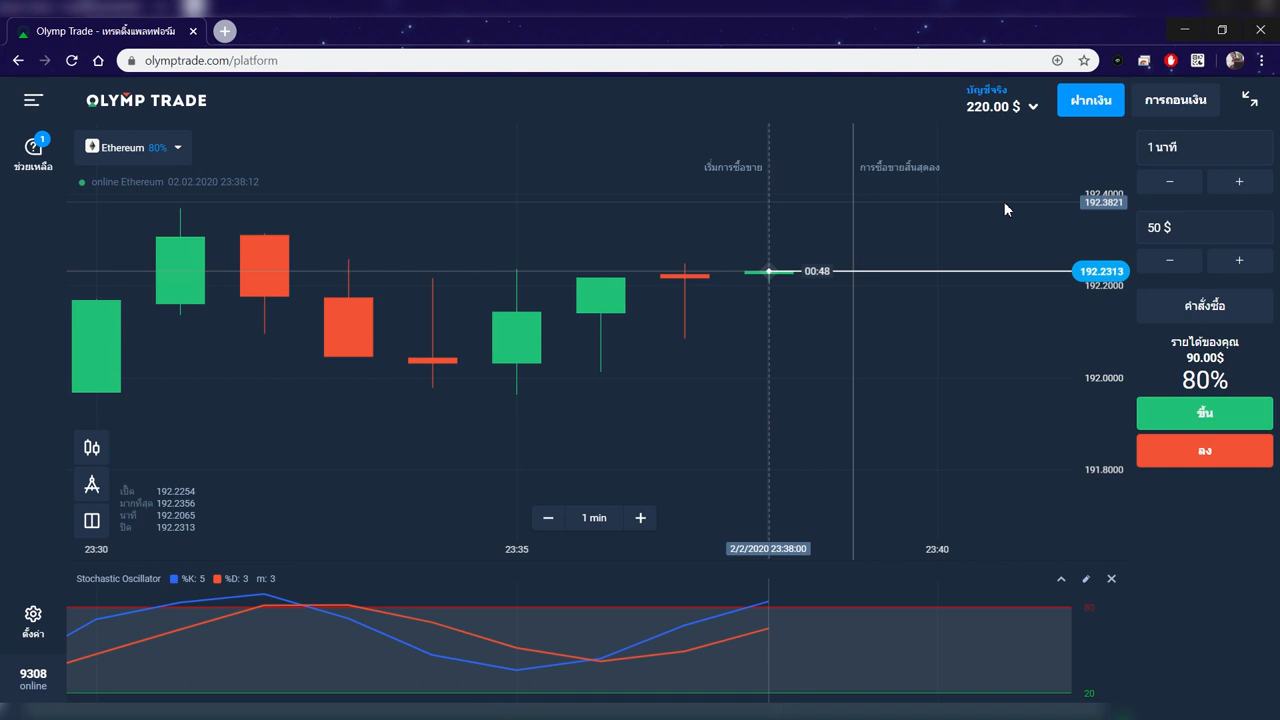 Olymp Trade - เทรดดิ้งแพลทฟอร์ม
olymptrade.com/platform
OLYMP TRADE
บัญชีจริง
220.00 $
ฝากเงิน
การถอนเงิน
1
ช่วยเหลือ
Ethereum 80%
online Ethereum 02.02.2020 23:38:12
เริ่มการซื้อขาย
การซื้อขายสิ้นสุดลง
192.4000
192.3821
00:48
192.2313
192.2000
192.0000
191.8000
1 นาที
50 $
คำสั่งซื้อ
รายได้ของคุณ
90.00$
80%
ขึ้น
ลง
เปิด 192.2254
มากที่สุด 192.2356
นาที 192.2065
ปิด 192.2313
1 min
23:30
23:35
2/2/2020 23:38:00
23:40
Stochastic Oscillator %K: 5 %D: 3 m: 3
80
20
ตั้งค่า
9308
online